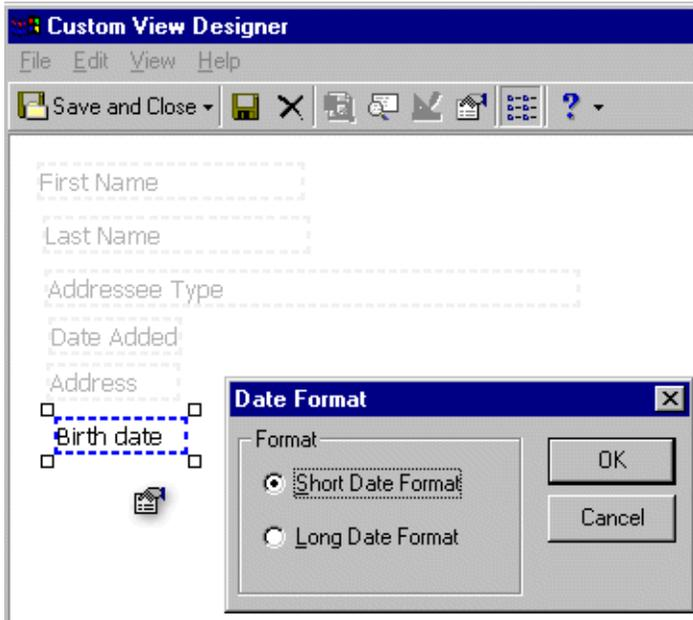 Custom View Designer
File Edit View Help
Save and Close ?
First Name
Last Name
Addressee Type
Date Added
Address
Birth date
Date Format
Format
Short Date Format
Long Date Format
OK
Cancel